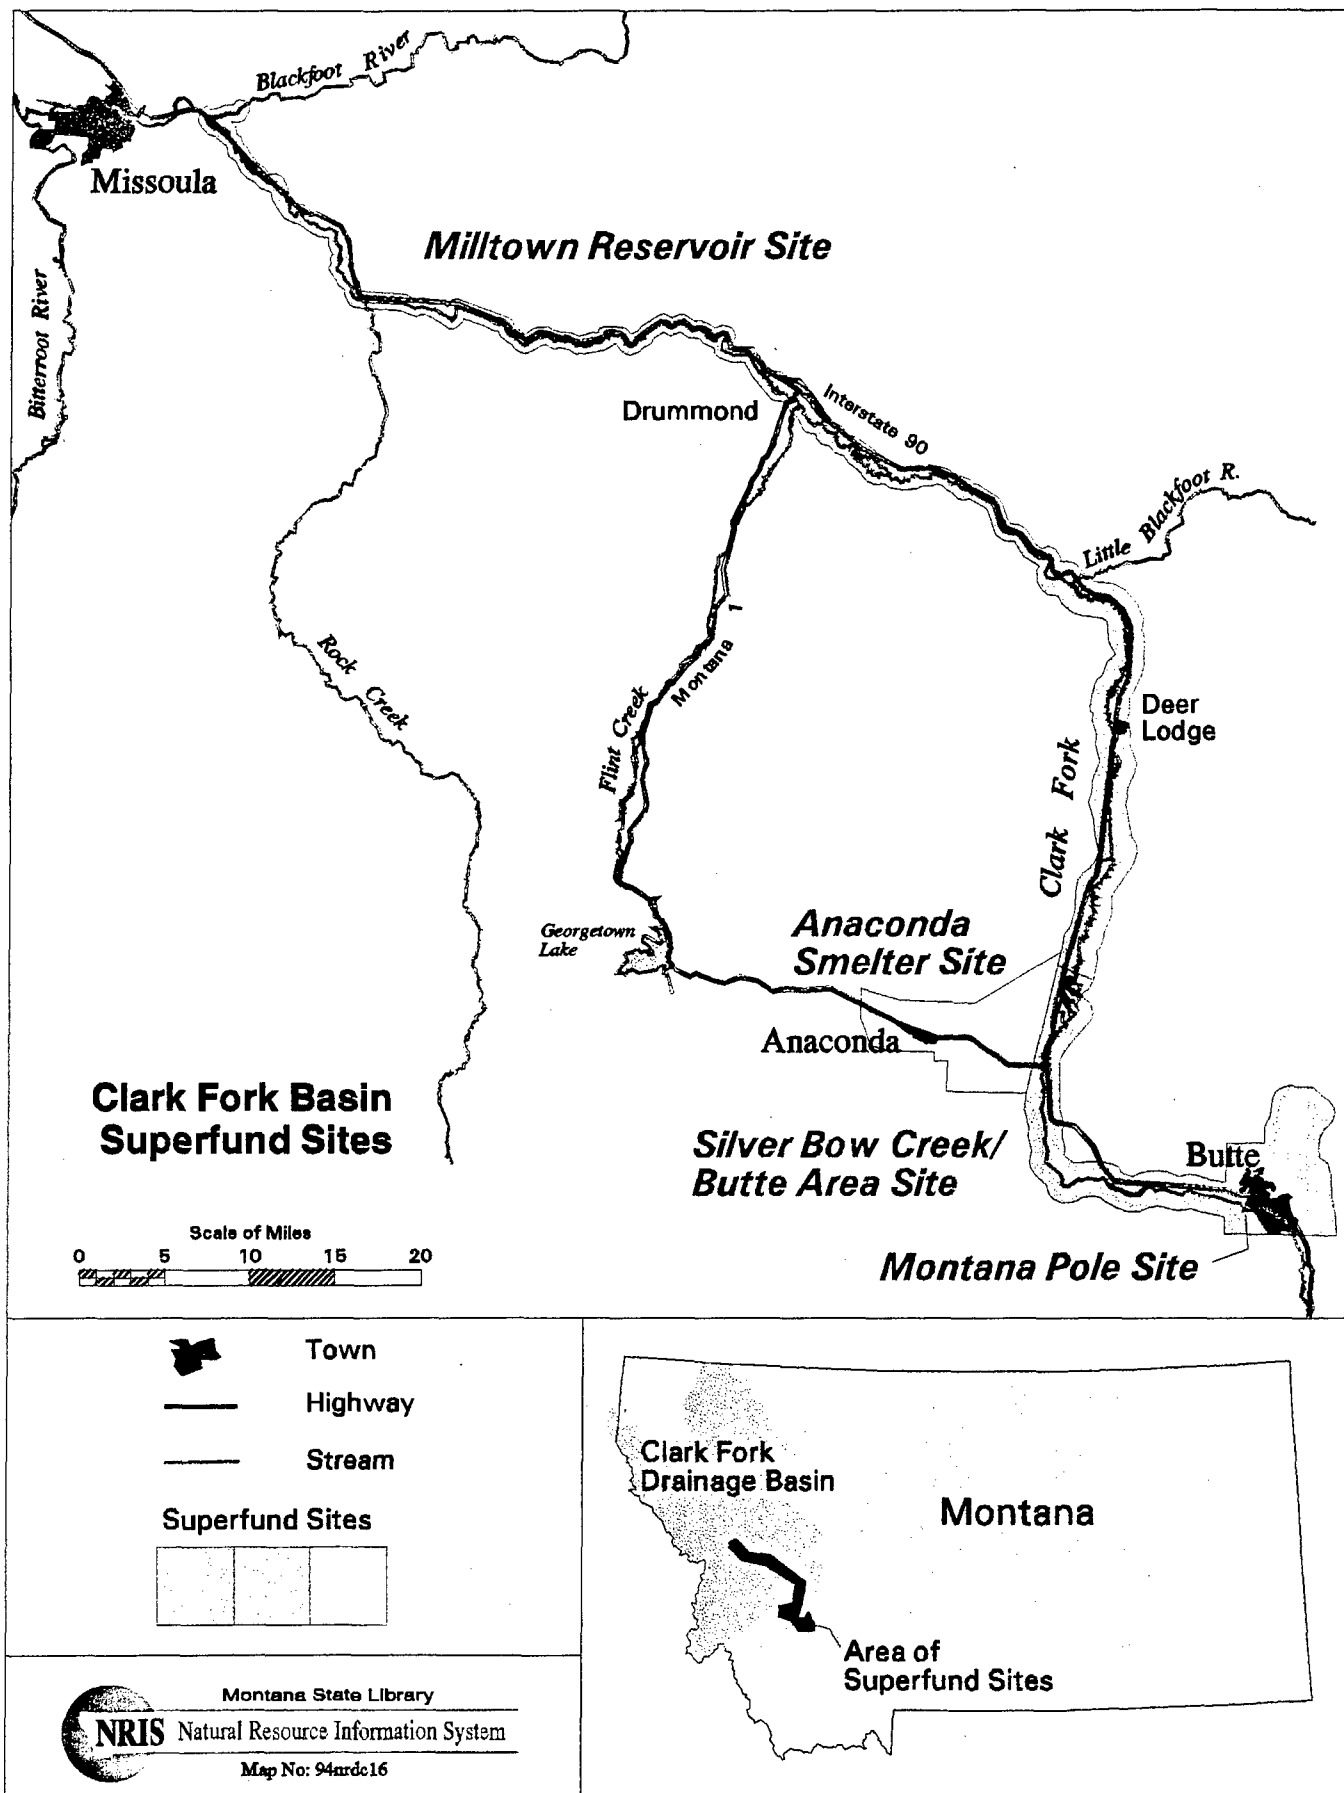 Blackfoot River
Missoula
Milltown Reservoir Site
Bitterroot River
Drummond
Interstate 90
Little Blackfoot R.
Rock Creek
Montana 1
Flint Creek
Deer
Lodge
Clark Fork
Georgetown
Lake
Anaconda
Smelter Site
Anaconda
Clark Fork Basin
Superfund Sites
Silver Bow Creek/
Butte Area Site
Butte
Montana Pole Site
Scale of Miles
0 5 10 15 20
Town
Highway
Stream
Superfund Sites
Clark Fork
Drainage Basin
Montana
Area of
Superfund Sites
Montana State Library
NRIS Natural Resource Information System
Map No: 94nrdc16